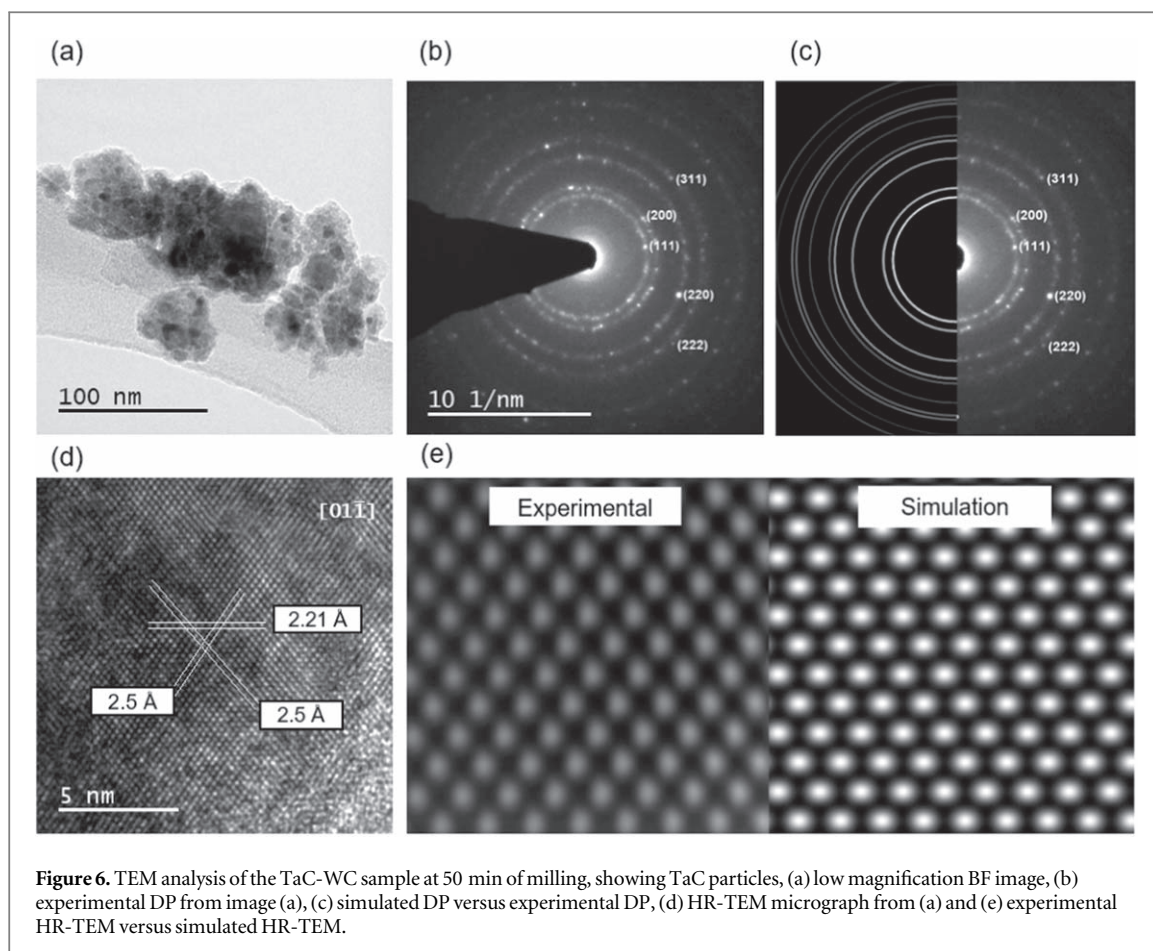 (a)
(b)
(c)
(311)
(200)
(111)
(220)
(222)
100 nm
10 1/nm
(311)
(200)
(111)
(220)
(222)
(d)
(e)
[011̄]
2.21 Å
2.5 Å
2.5 Å
5 nm
Experimental
Simulation
Figure 6. TEM analysis of the TaC-WC sample at 50 min of milling, showing TaC particles, (a) low magnification BF image, (b)
experimental DP from image (a), (c) simulated DP versus experimental DP, (d) HR-TEM micrograph from (a) and (e) experimental
HR-TEM versus simulated HR-TEM.